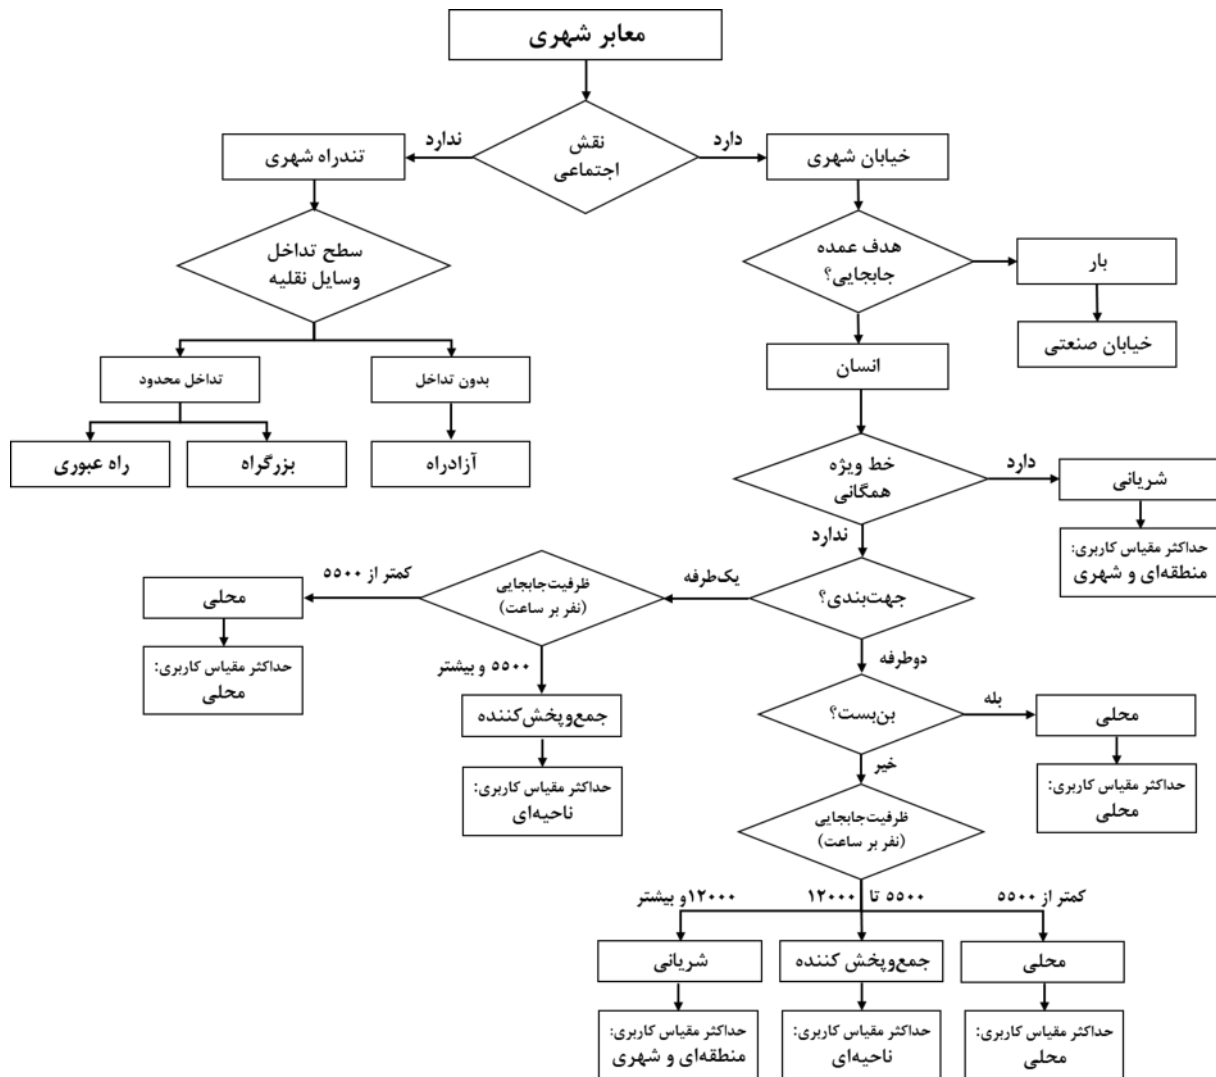 معابر شهری
نقش
اجتماعی
دارد
ندارد
خیابان شهری
تندراه شهری
هدف عمده
جابجایی؟
بار
خیابان صنعتی
سطح تداخل
وسایل نقلیه
انسان
بدون تداخل
تداخل محدود
آزادراه
بزرگراه
راه عبوری
خط ویژه
همگانی
دارد
شریانی
حداکثر مقیاس کاربری:
منطقه‌ای و شهری
ندارد
جهت‌بندی؟
یک‌طرفه
ظرفیت‌جابجایی
(نفر بر ساعت)
کمتر از ۵۵۰۰
محلی
حداکثر مقیاس کاربری:
محلی
۵۵۰۰ و بیشتر
جمع‌وپخش‌کننده
حداکثر مقیاس کاربری:
ناحیه‌ای
دوطرفه
بن‌بست؟
بله
محلی
حداکثر مقیاس کاربری:
محلی
خیر
ظرفیت‌جابجایی
(نفر بر ساعت)
کمتر از ۵۵۰۰
۵۵۰۰ تا ۱۲۰۰۰
۱۲۰۰۰و بیشتر
محلی
جمع‌وپخش کننده
شریانی
حداکثر مقیاس کاربری:
محلی
حداکثر مقیاس کاربری:
ناحیه‌ای
حداکثر مقیاس کاربری:
منطقه‌ای و شهری